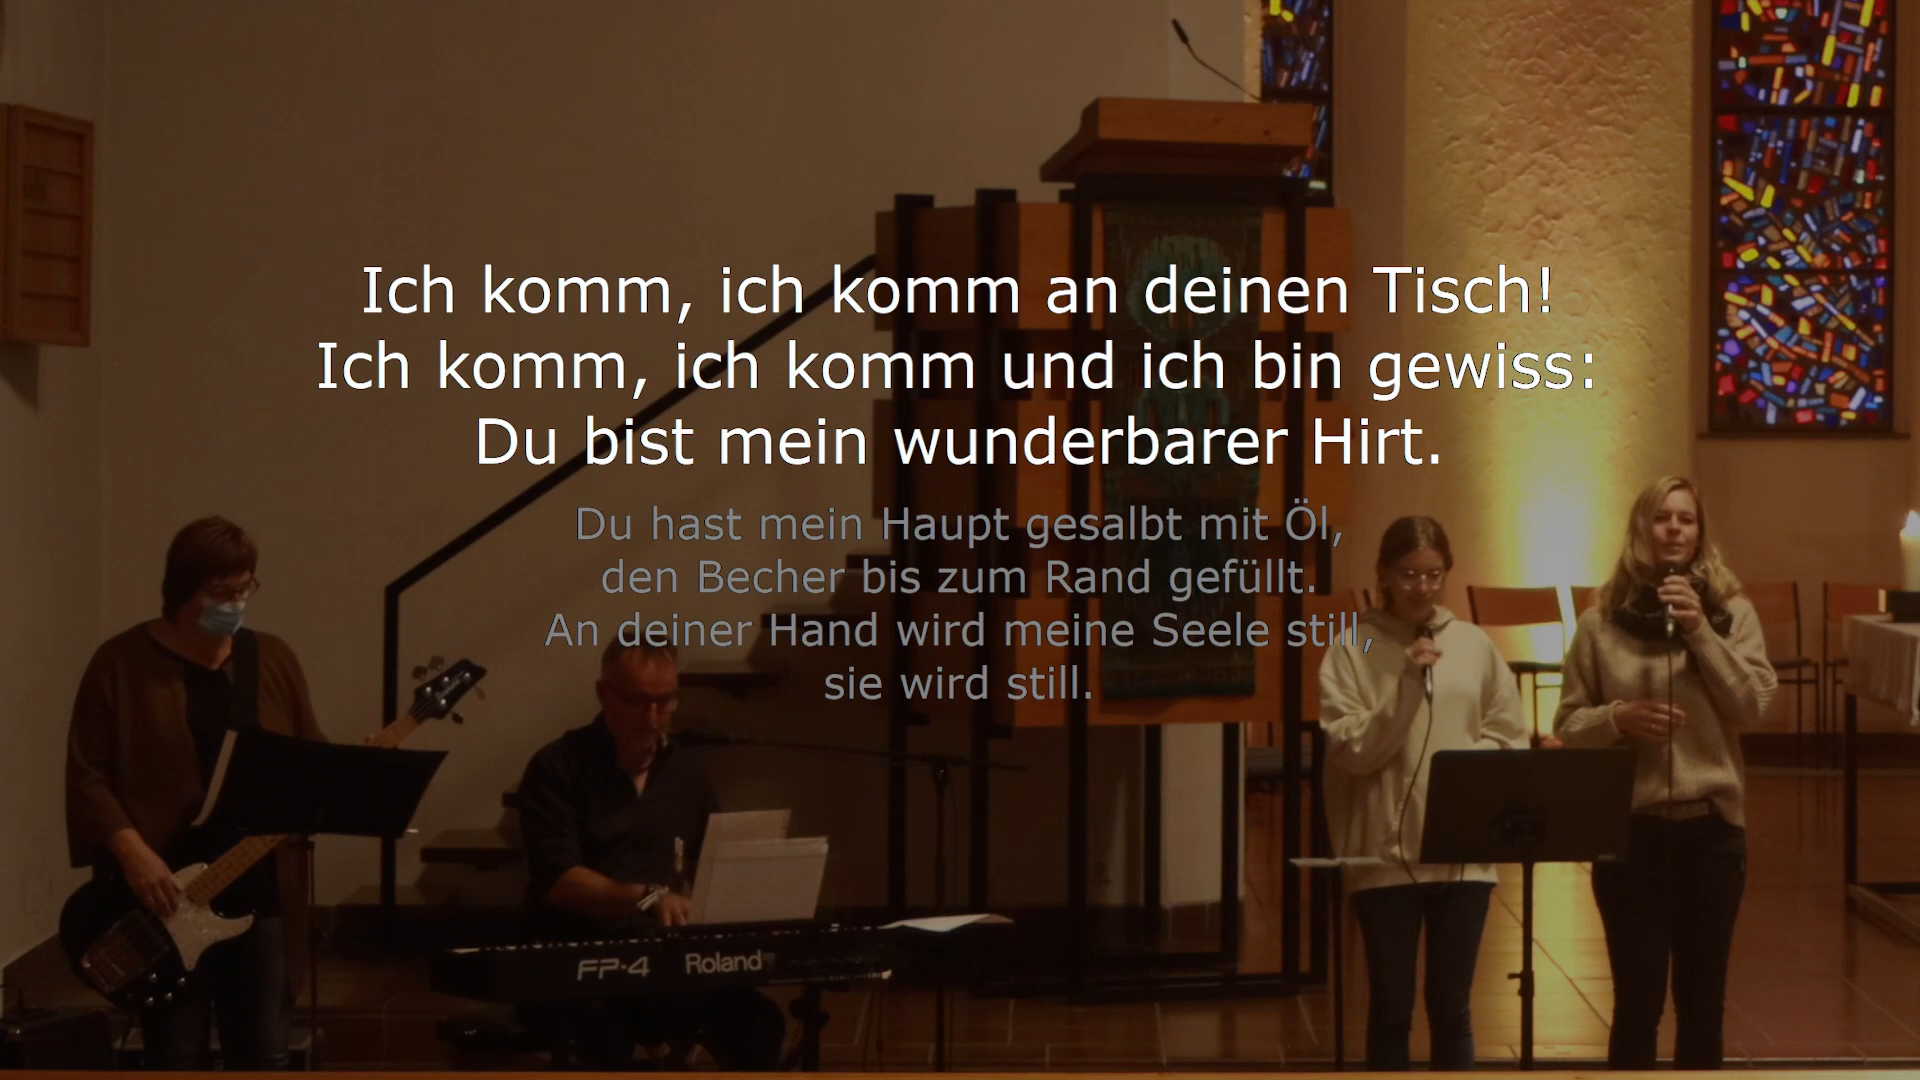 Ich komm, ich komm an deinen Tisch!
Ich komm, ich komm und ich bin gewiss:
Du bist mein wunderbarer Hirt.
Du hast mein Haupt gesalbt mit Öl,
den Becher bis zum Rand gefüllt.
An deiner Hand wird meine Seele still,
sie wird still.
FP-4 Roland